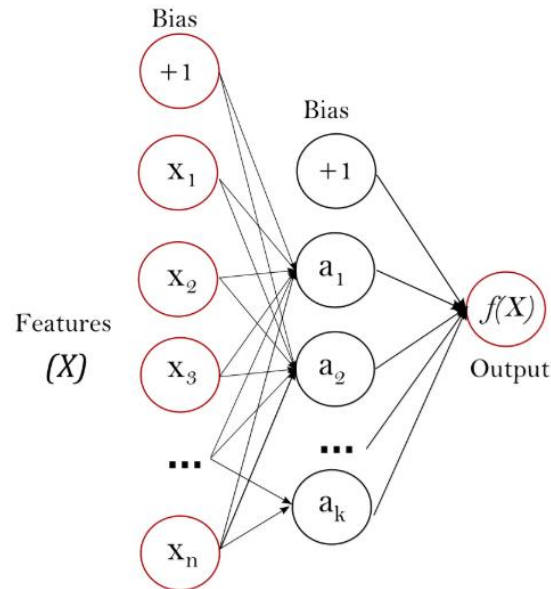 Bias
+1
x₁
x₂
x₃
...
xₙ
Features
(X)
Bias
+1
a₁
a₂
...
aₖ
f(X)
Output